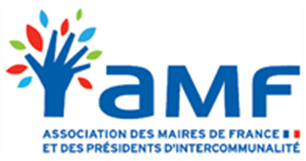 aMF
ASSOCIATION DES MAIRES DE FRANCE
ET DES PRÉSIDENTS D'INTERCOMMUNALITÉ